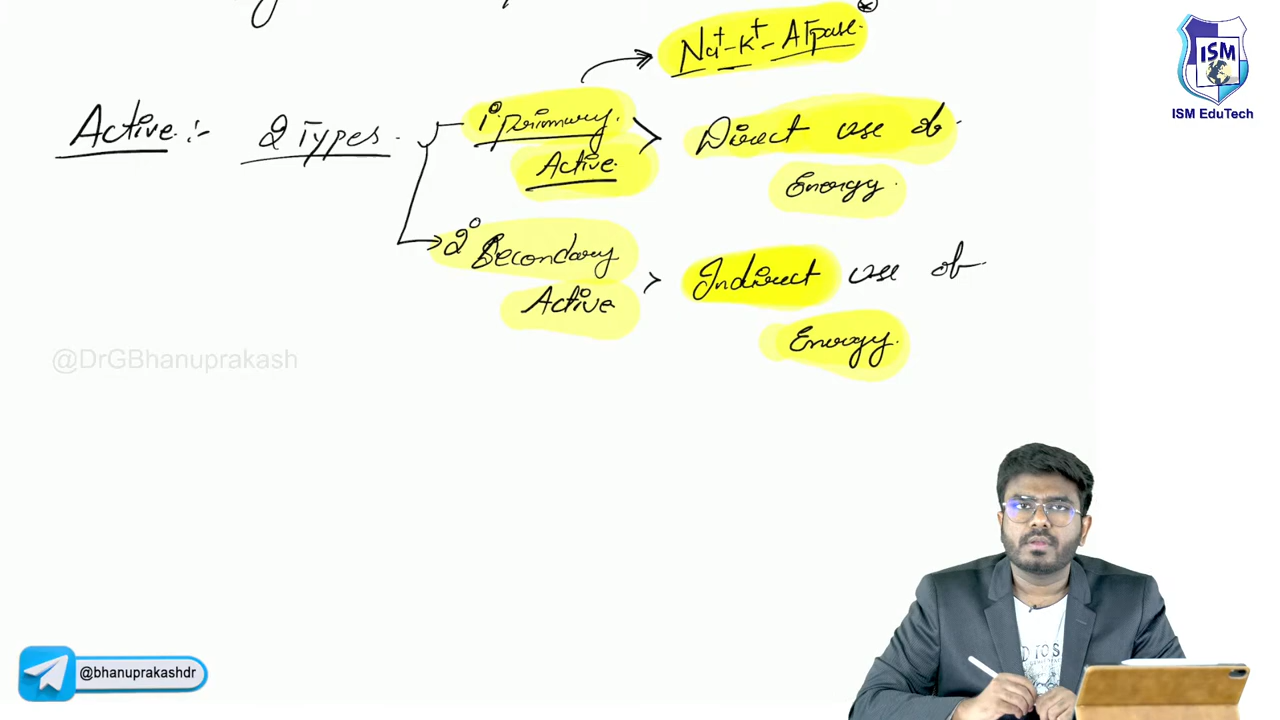 Na+-K+-ATpase.
ISM
ISM EduTech
Active :- 2 Types. 1° primary. Direct use of
Active. Energy.
2° Secondary Indirect use of
Active Energy.
@DrGBhanuprakash
@bhanuprakashdr